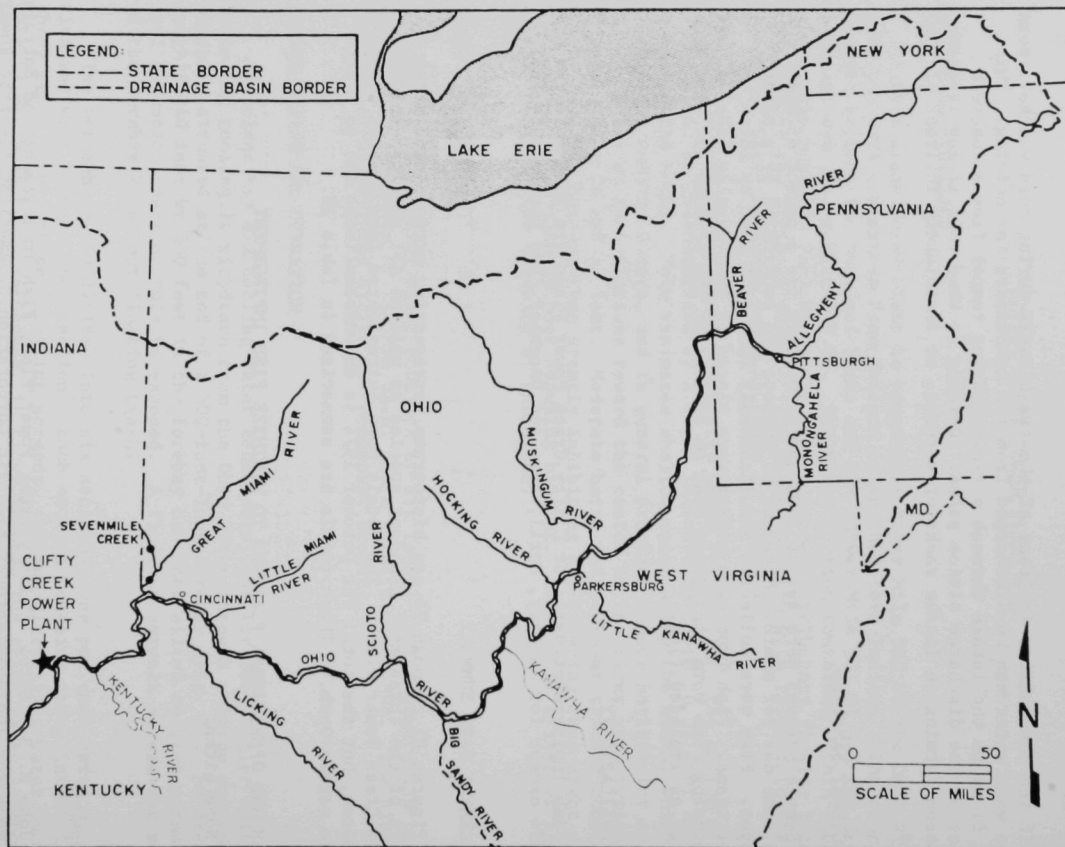 LEGEND:
STATE BORDER
DRAINAGE BASIN BORDER
NEW YORK
LAKE ERIE
RIVER
PENNSYLVANIA
RIVER
BEAVER
ALLEGHENY
INDIANA
PITTSBURGH
OHIO
MONONGAHELA
RIVER
MUSKINGUM
RIVER
GREAT MIAMI RIVER
HOCKING RIVER
MD.
SEVENMILE
CREEK
LITTLE MIAMI
RIVER
RIVER
SCIOTO
WEST VIRGINIA
PARKERSBURG
CLIFTY
CREEK
POWER
PLANT
CINCINNATI
LITTLE KANAWHA
RIVER
OHIO
RIVER
KANAWHA RIVER
KENTUCKY RIVER
LICKING
RIVER
BIG
SANDY RIVER
KENTUCKY
N
0 50
SCALE OF MILES